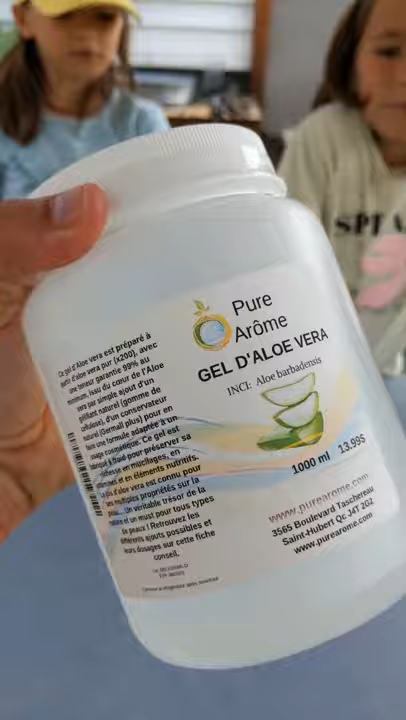 Pure
Arôme
GEL D'ALOE VERA
INCI: Aloe barbadensis
1000 ml 13.99$
www.purearome.com
3565 Boulevard Taschereau
Saint-Hubert Qc J4T 2G2
www.purearome.com
Ce gel d'Aloe vera est préparé à
partir d'aloe vera pur (x200), avec
une teneur garantie 99% au
minimum, issu du cœur de l'Aloe
vera par simple ajout d'un
gélifiant naturel (gomme de
cellulose), d'un conservateur
naturel (Germall plus) pour en
faire une formule adaptée à un
usage cosmétique. Ce gel est
fabriqué à froid pour préserver sa
richesse en mucilages, en
vitamines et en éléments nutritifs.
Le gel d'aloe vera est connu pour
ses multiples propriétés sur la
peau... Un véritable trésor de la
nature et un must pour tous types
de peaux ! Retrouvez les
différents ajouts possibles et
leurs dosages sur cette fiche
conseil.
SPI